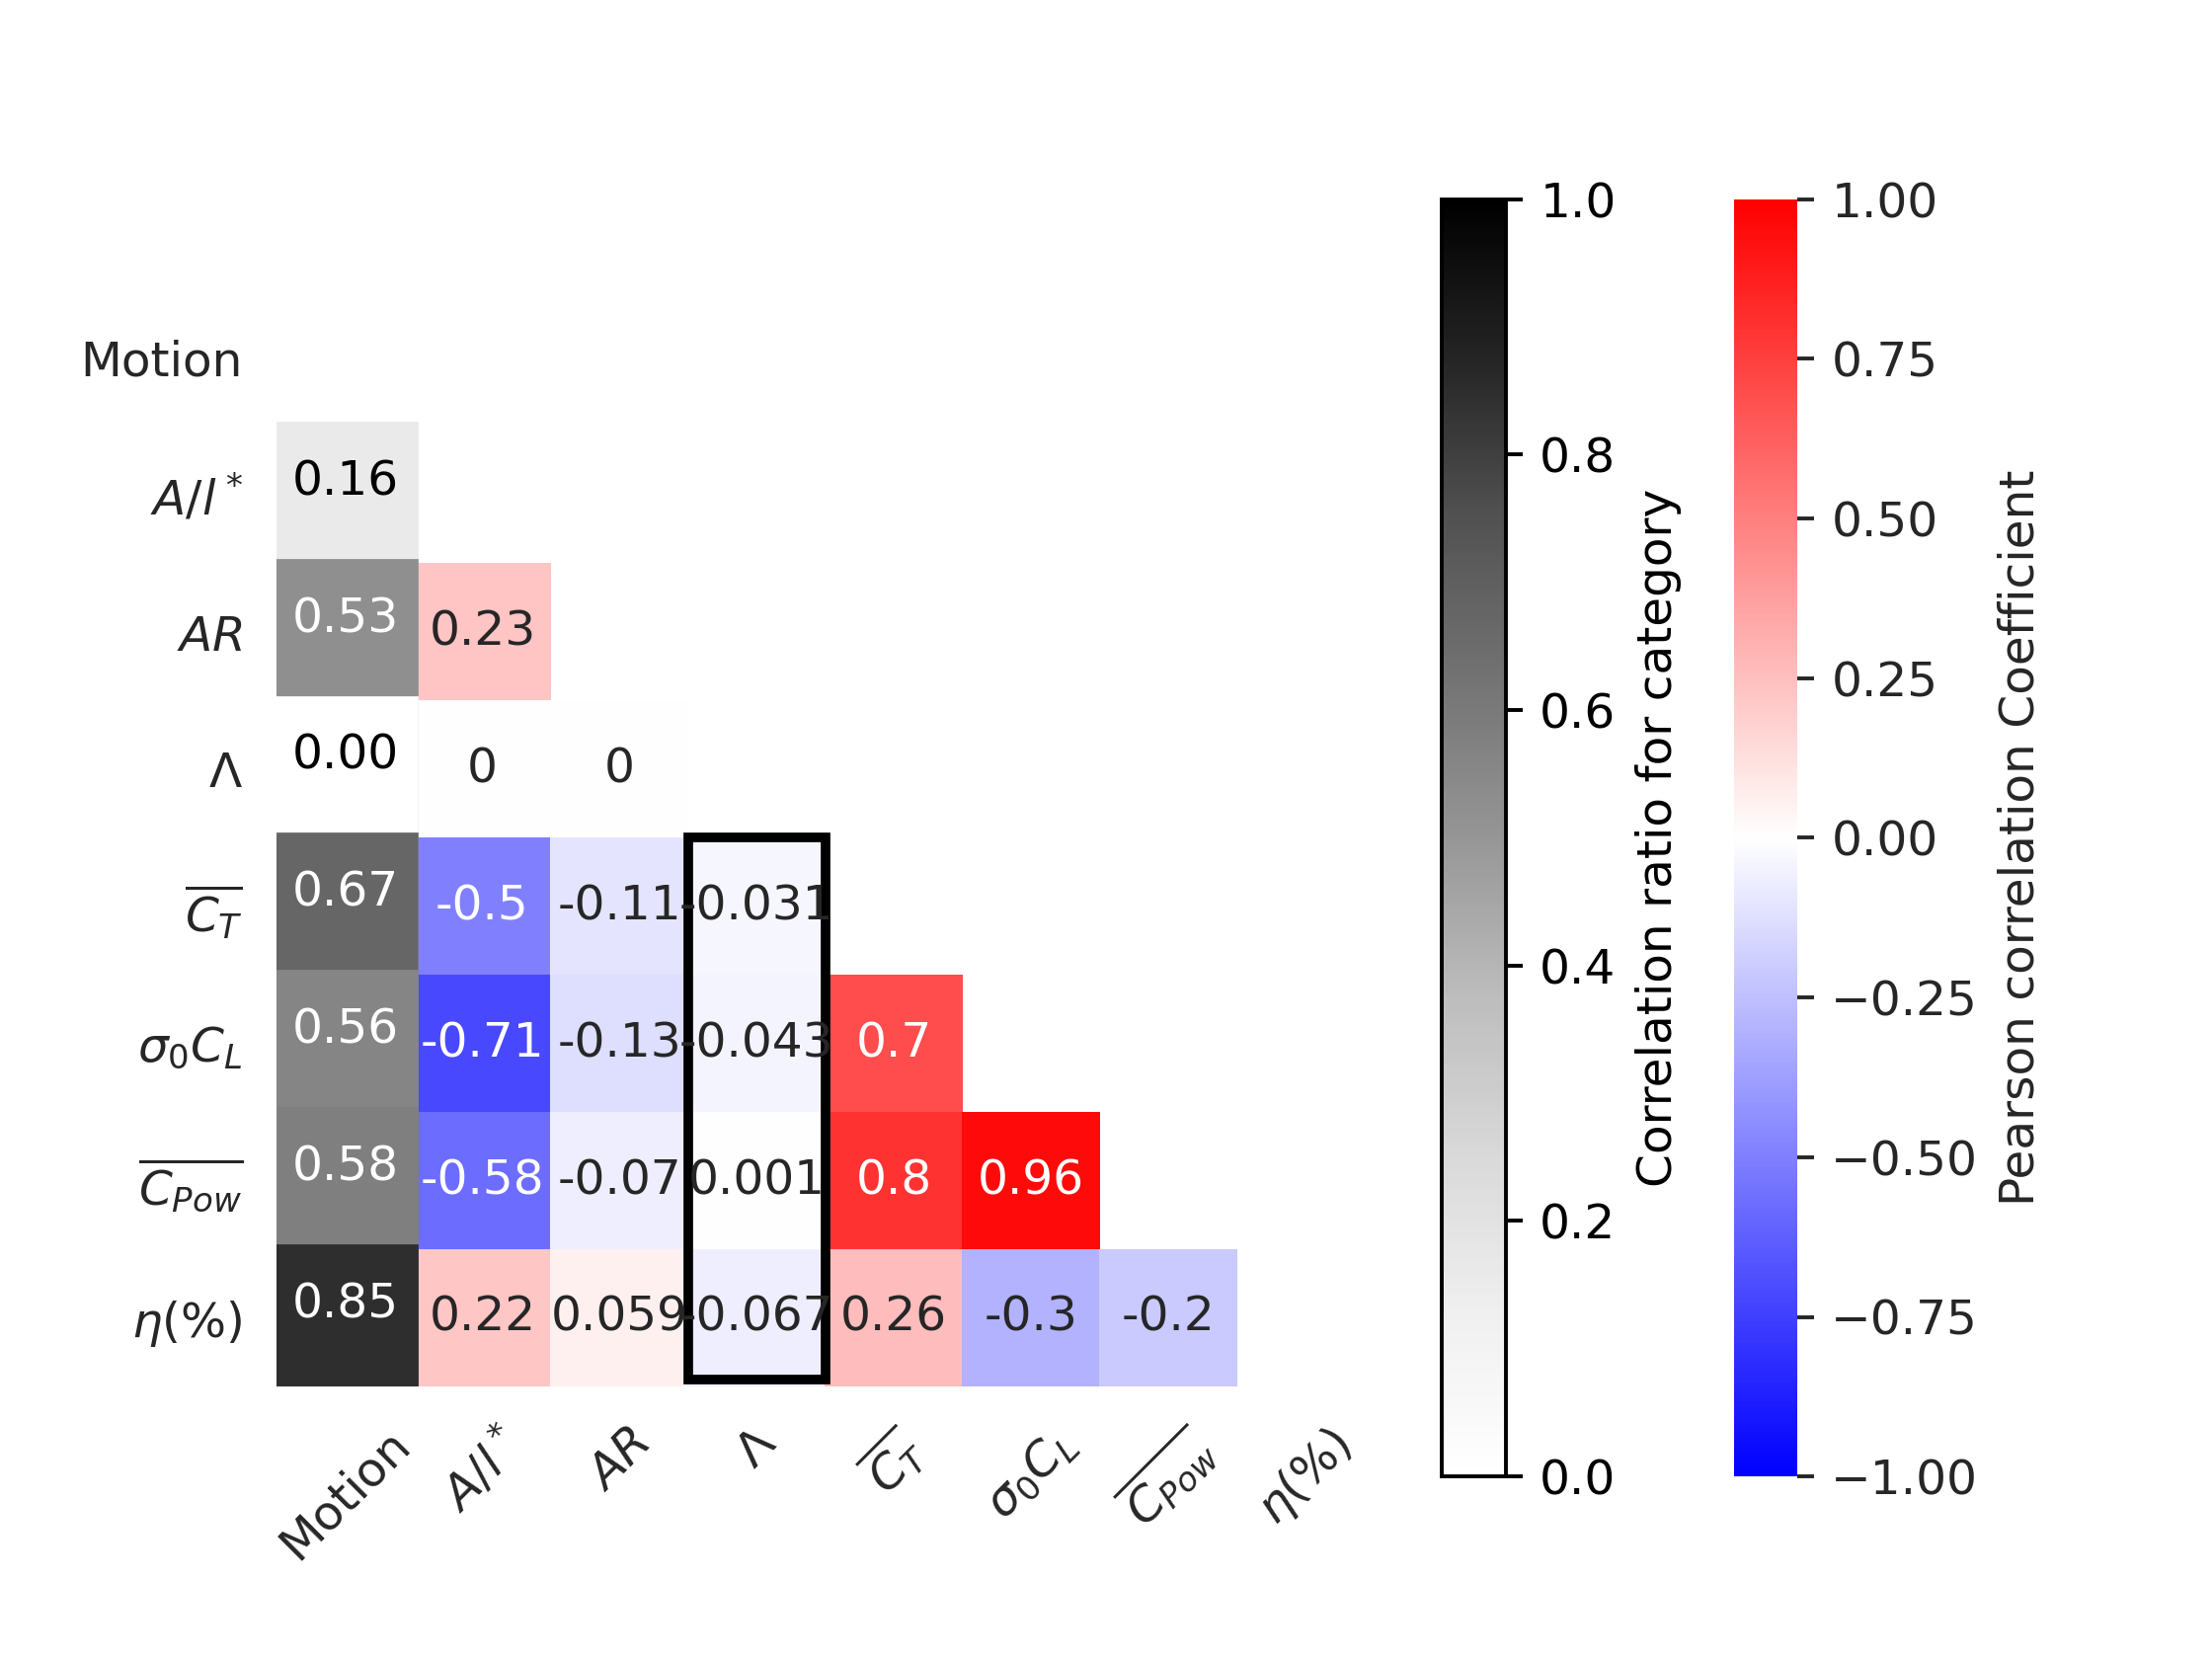 Motion
A/l*
0.16
AR
0.53 0.23
Λ
0.00 0 0
C_T
0.67 -0.5 -0.11 -0.031
σ₀C_L
0.56 -0.71 -0.13 -0.043 0.7
C_Pow
0.58 -0.58 -0.07 0.001 0.8 0.96
η(%)
0.85 0.22 0.059 -0.067 0.26 -0.3 -0.2
Motion A/l* AR Λ C_T σ₀C_L C_Pow η(%)
1.0
0.8
0.6
0.4
0.2
0.0
Correlation ratio for category
1.00
0.75
0.50
0.25
0.00
−0.25
−0.50
−0.75
−1.00
Pearson correlation Coefficient